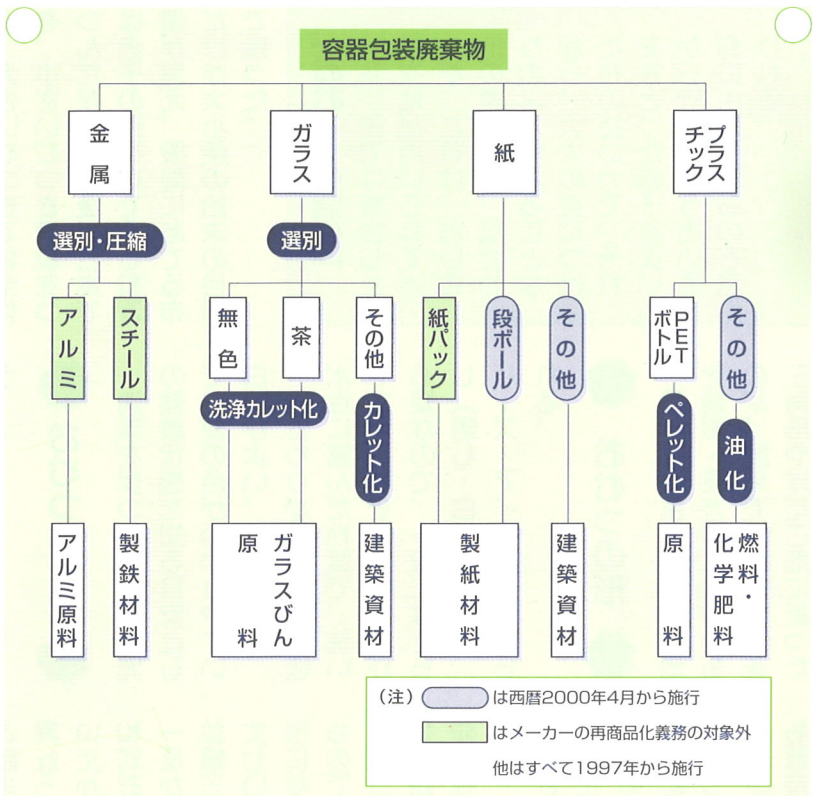 容器包装廃棄物
金属
ガラス
紙
プラスチック
選別・圧縮
選別
アルミ
スチール
無色
茶
その他
紙パック
段ボール
その他
PETボトル
その他
洗浄カレット化
カレット化
ペレット化
油化
アルミ原料
製鉄材料
ガラスびん
原料
建築資材
製紙材料
建築資材
原料
燃料・
化学肥料
(注) は西暦2000年4月から施行
はメーカーの再商品化義務の対象外
他はすべて1997年から施行